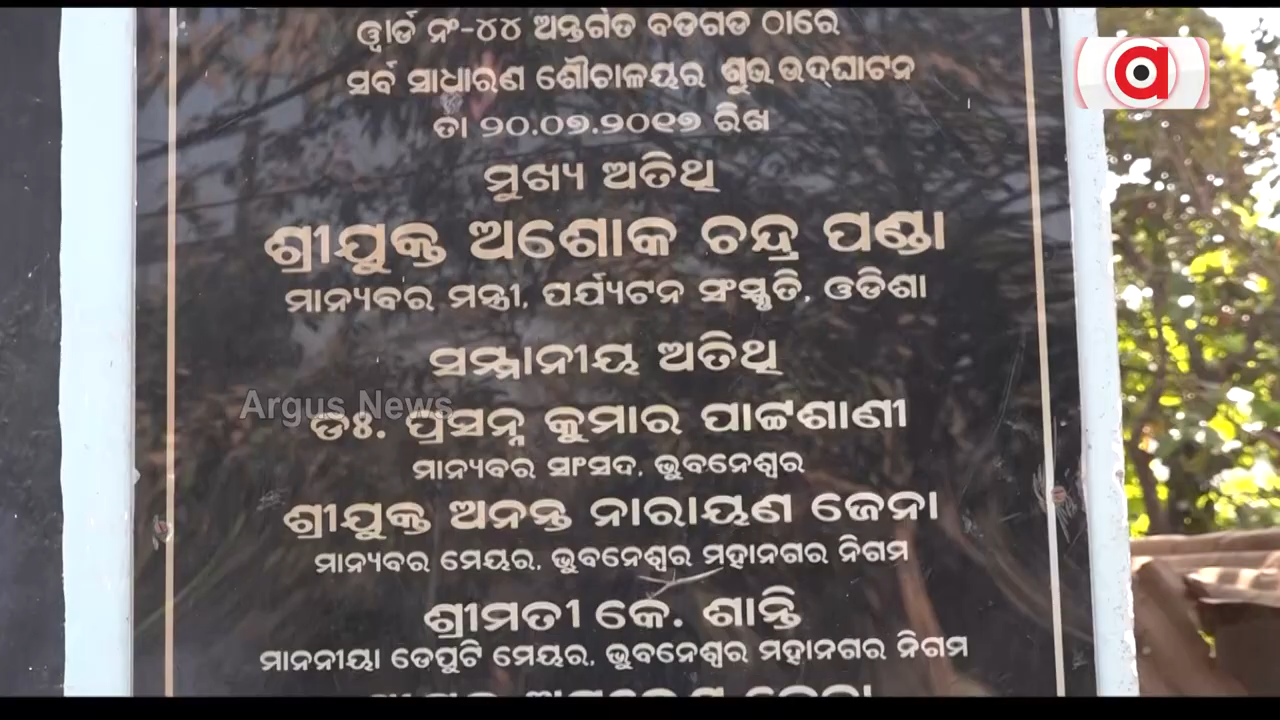 ୱାର୍ଡ ନଂ-୪୪ ଅନ୍ତର୍ଗତ ବଡଗଡ ଠାରେ
ସର୍ବ ସାଧାରଣ ଶୌଚାଳୟର ଶୁଭ ଉଦ୍‌ଘାଟନ
ତା ୨୦.୦୭.୨୦୧୭ ରିଖ
ମୁଖ୍ୟ ଅତିଥି
ଶ୍ରୀଯୁକ୍ତ ଅଶୋକ ଚନ୍ଦ୍ର ପଣ୍ଡା
ମାନ୍ୟବର ମନ୍ତ୍ରୀ, ପର୍ଯ୍ୟଟନ ସଂସ୍କୃତି, ଓଡିଶା
ସମ୍ମାନୀୟ ଅତିଥି
Argus News
ଡଃ. ପ୍ରସନ୍ନ କୁମାର ପାଟ୍ଟଶାଣୀ
ମାନ୍ୟବର ସାଂସଦ, ଭୁବନେଶ୍ୱର
ଶ୍ରୀଯୁକ୍ତ ଅନନ୍ତ ନାରାୟଣ ଜେନା
ମାନ୍ୟବର ମେୟର, ଭୁବନେଶ୍ୱର ମହାନଗର ନିଗମ
ଶ୍ରୀମତୀ କେ. ଶାନ୍ତି
ମାନନୀୟା ଡେପୁଟି ମେୟର, ଭୁବନେଶ୍ୱର ମହାନଗର ନିଗମ